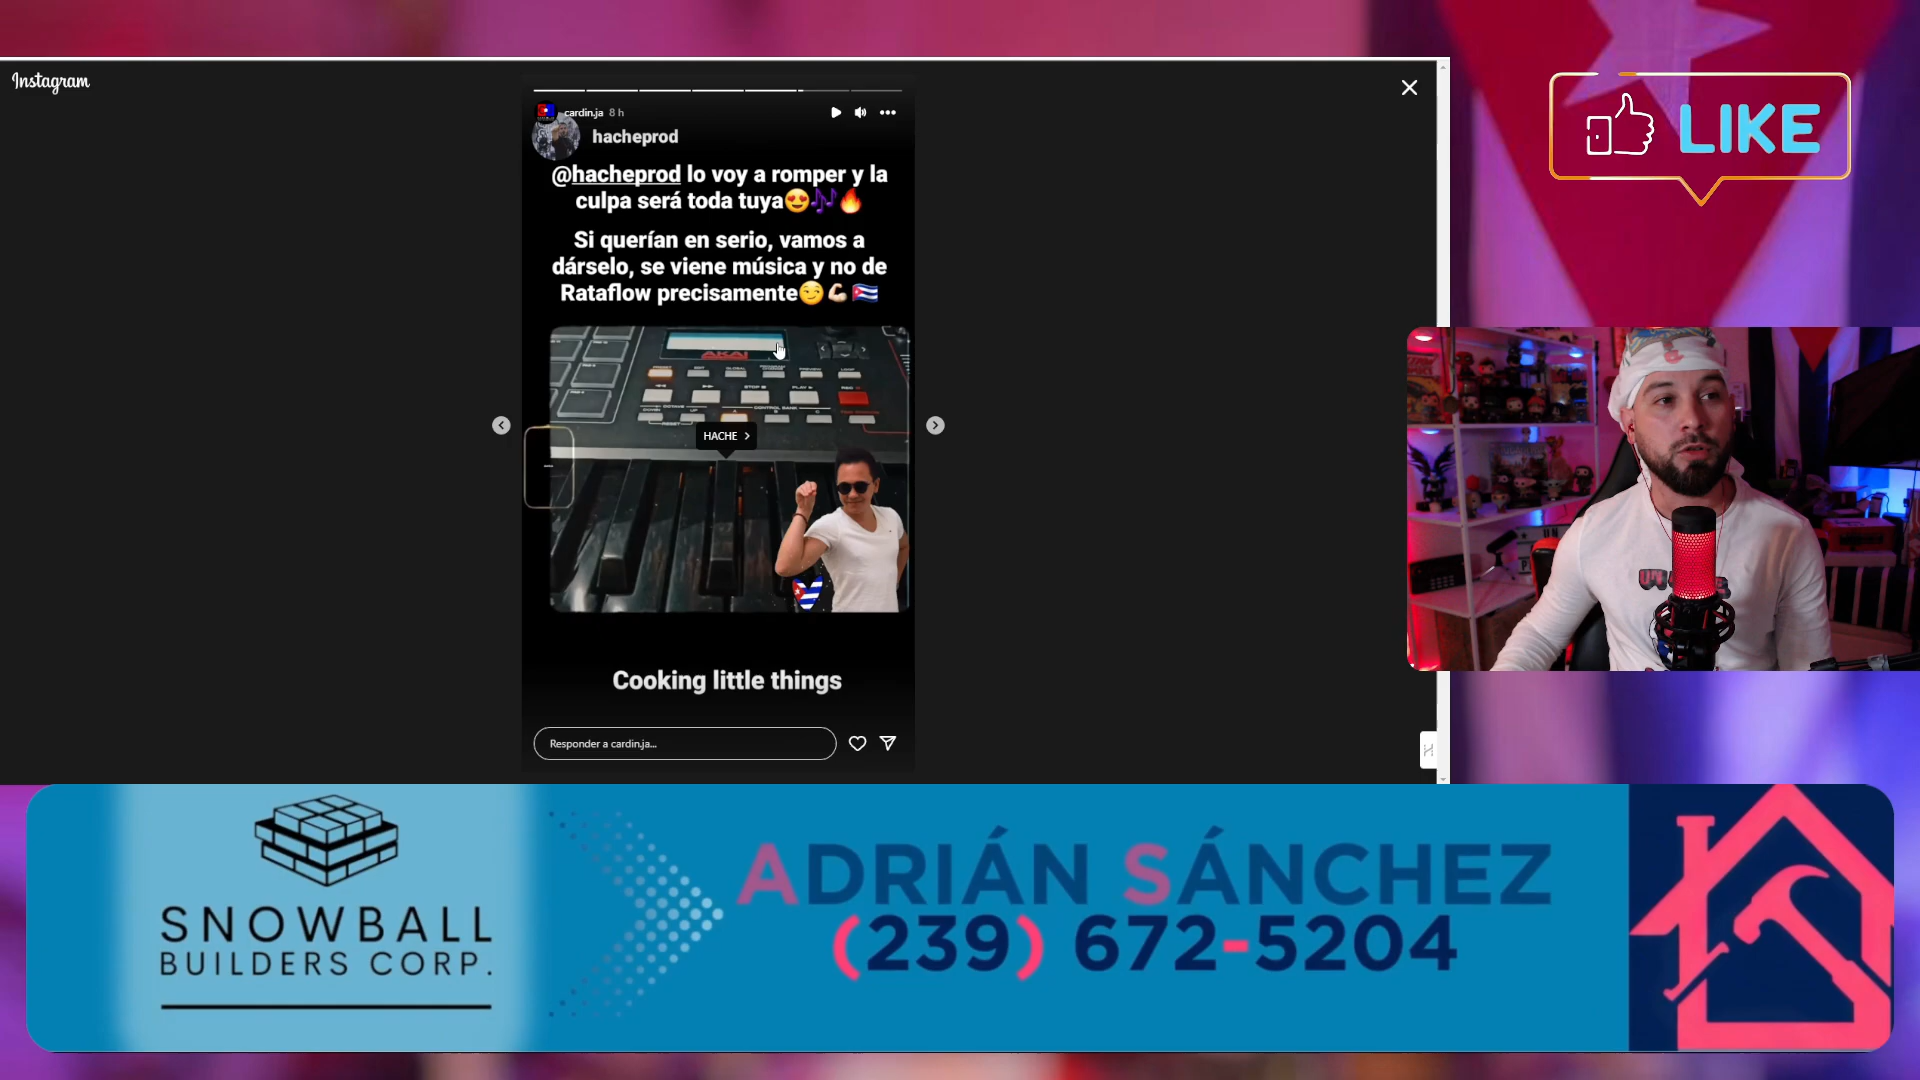 Instagram
cardin.ja 8 h
hacheprod
@hacheprod lo voy a romper y la
culpa será toda tuya😍🎶🔥
Si querían en serio, vamos a
dárselo, se viene música y no de
Rataflow precisamente😏💪🏻🇨🇺
AKAI
HACHE >
Cooking little things
Responder a cardin.ja...
LIKE
SNOWBALL
BUILDERS CORP.
ADRIÁN SÁNCHEZ
(239) 672-5204